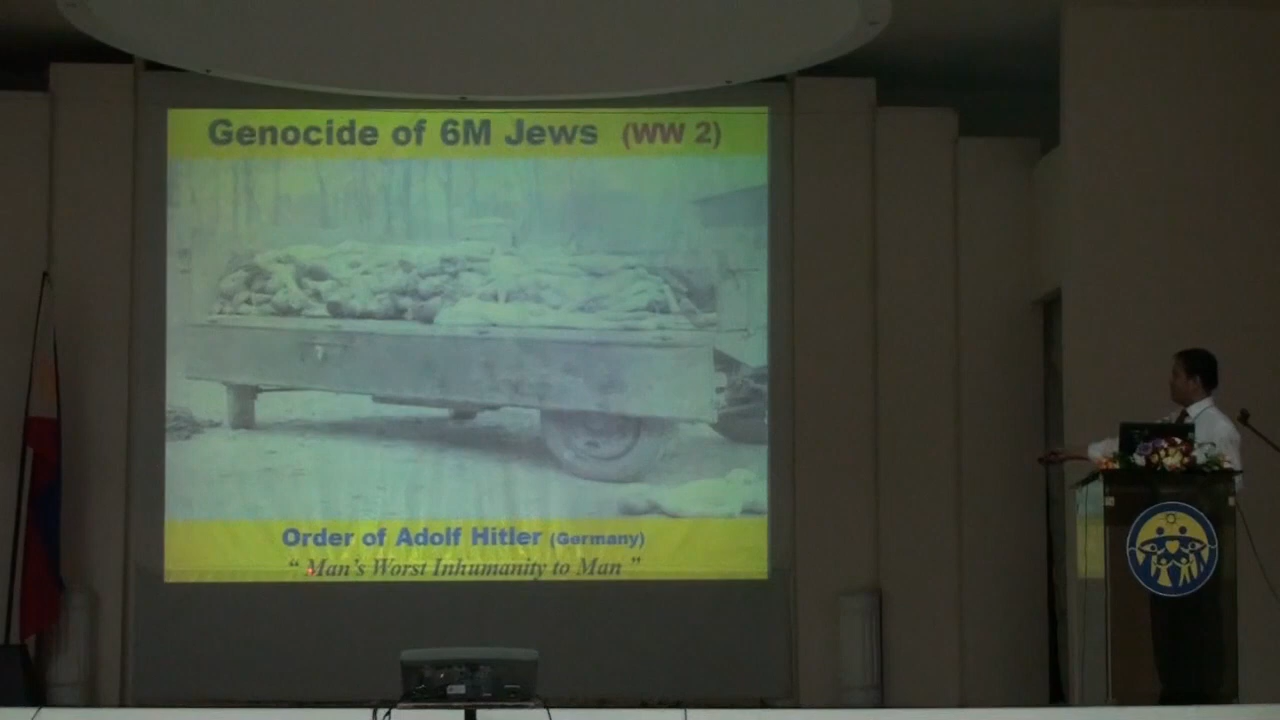 Genocide of 6M Jews (WW 2)
Order of Adolf Hitler (Germany)
“ Man’s Worst Inhumanity to Man ”